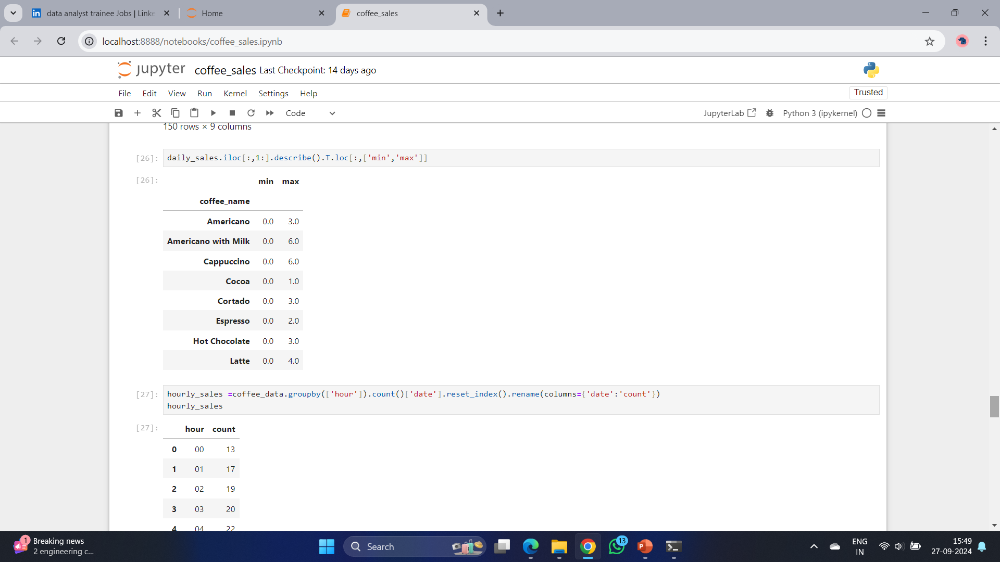 data analyst trainee Jobs | Linke
Home
coffee_sales
localhost:8888/notebooks/coffee_sales.ipynb
jupyter coffee_sales Last Checkpoint: 14 days ago
File Edit View Run Kernel Settings Help
Trusted
Code
JupyterLab
Python 3 (ipykernel)
150 rows × 9 columns
[26]: daily_sales.iloc[:,1:].describe().T.loc[:,['min','max']]
[26]: min max
coffee_name
Americano 0.0 3.0
Americano with Milk 0.0 6.0
Cappuccino 0.0 6.0
Cocoa 0.0 1.0
Cortado 0.0 3.0
Espresso 0.0 2.0
Hot Chocolate 0.0 3.0
Latte 0.0 4.0
[27]: hourly_sales =coffee_data.groupby(['hour']).count()['date'].reset_index().rename(columns={'date':'count'})
hourly_sales
[27]: hour count
0 00 13
1 01 17
2 02 19
3 03 20
4 04 22
1
Breaking news
2 engineering c...
Search
13
ENG
IN
15:49
27-09-2024